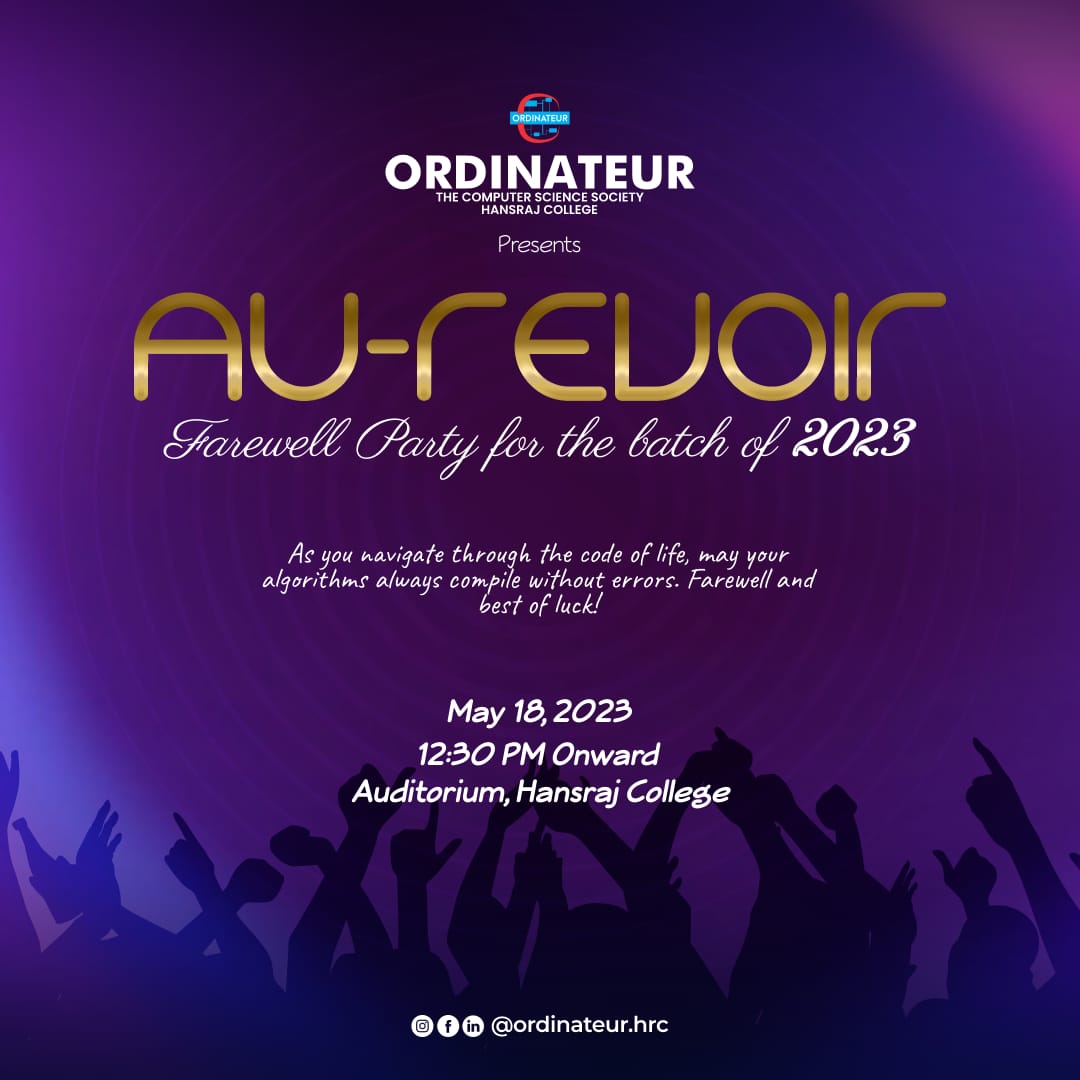 ORDINATEUR
ORDINATEUR
THE COMPUTER SCIENCE SOCIETY
HANSRAJ COLLEGE
Presents
AU-rEVOIr
Farewell Party for the batch of 2023
As you navigate through the code of life, may your
algorithms always compile without errors. Farewell and
best of luck!
May 18, 2023
12:30 PM Onward
Auditorium, Hansraj College
@ordinateur.hrc